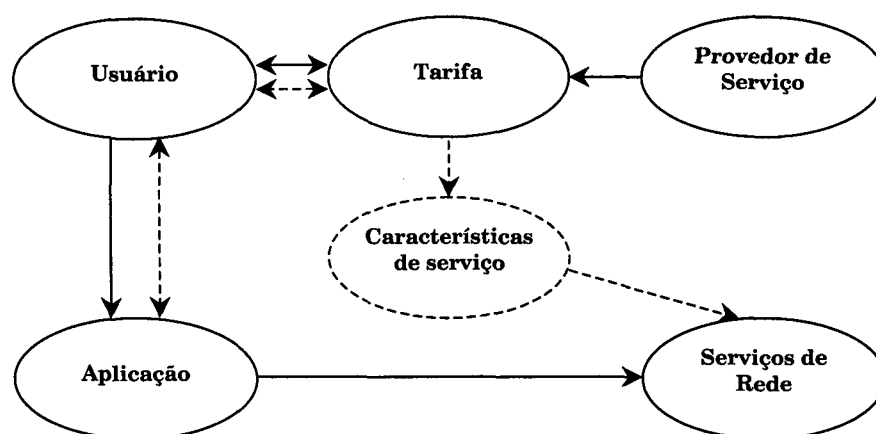 Usuário
Tarifa
Provedor de
Serviço
Características
de serviço
Aplicação
Serviços de
Rede